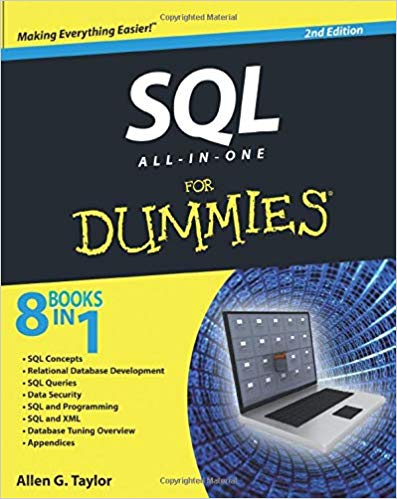 Copyrighted Material
Making Everything Easier!™
2nd Edition
SQL
ALL-IN-ONE
FOR
DUMMIES®
8 BOOKS
IN 1
• SQL Concepts
• Relational Database Development
• SQL Queries
• Data Security
• SQL and Programming
• SQL and XML
• Database Tuning Overview
• Appendices
Allen G. Taylor
Copyrighted Material